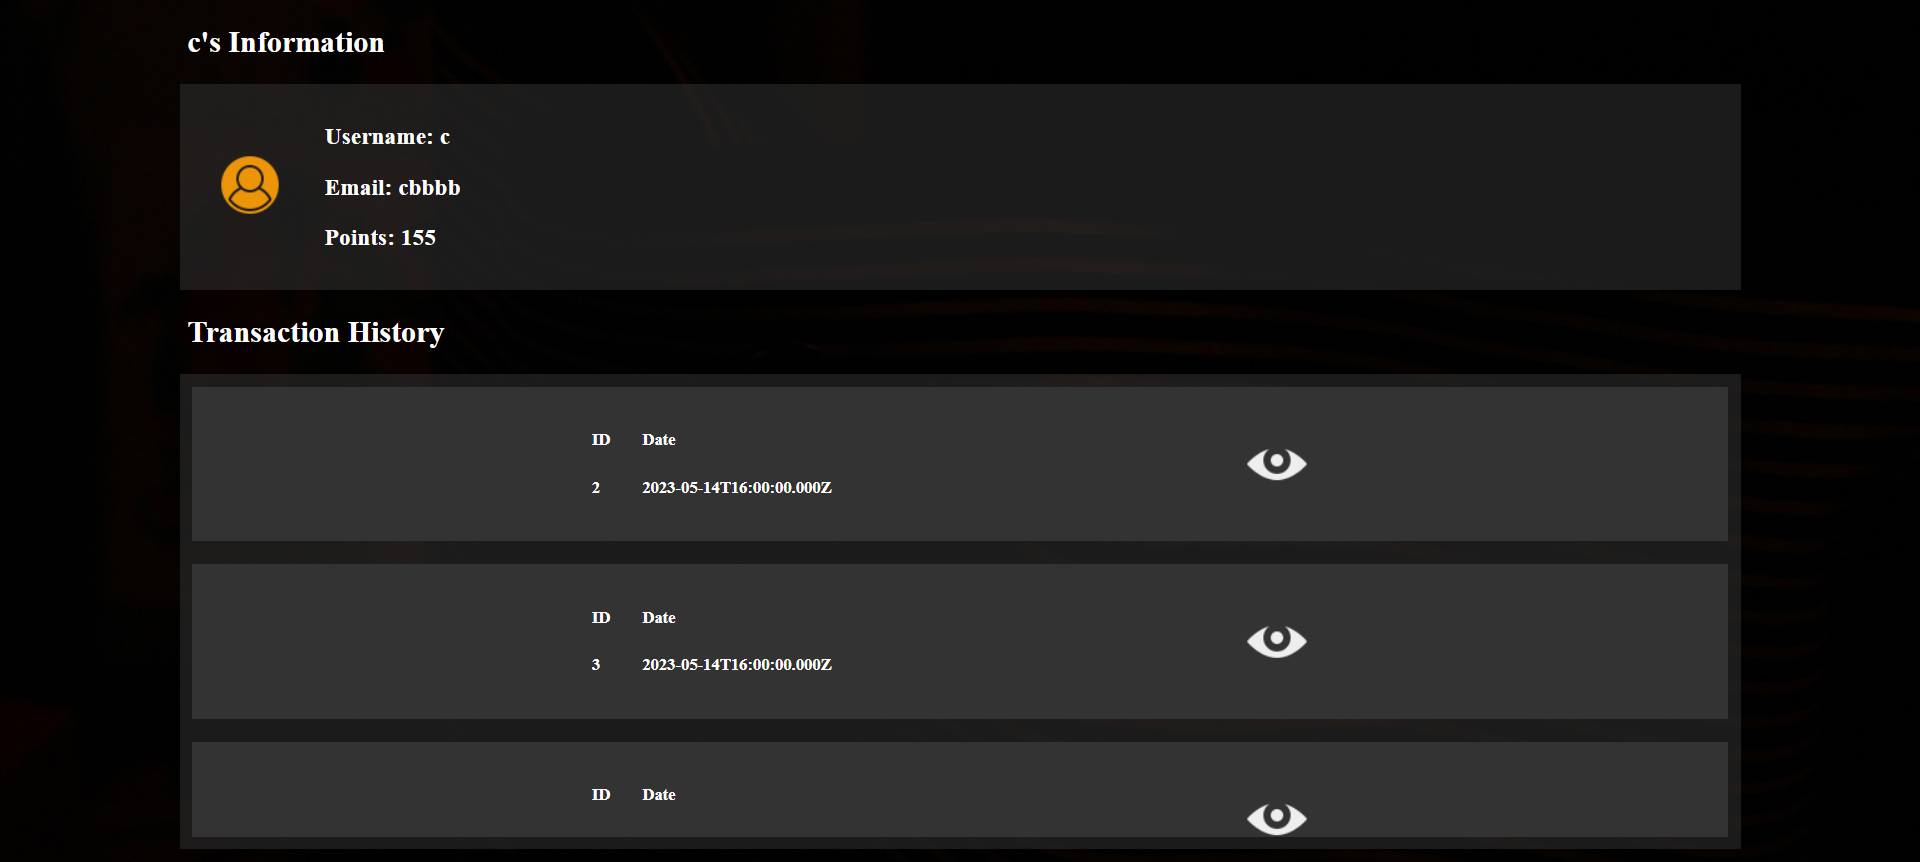 c's Information
Username: c
Email: cbbbb
Points: 155
Transaction History
ID Date
2 2023-05-14T16:00:00.000Z
ID Date
3 2023-05-14T16:00:00.000Z
ID Date